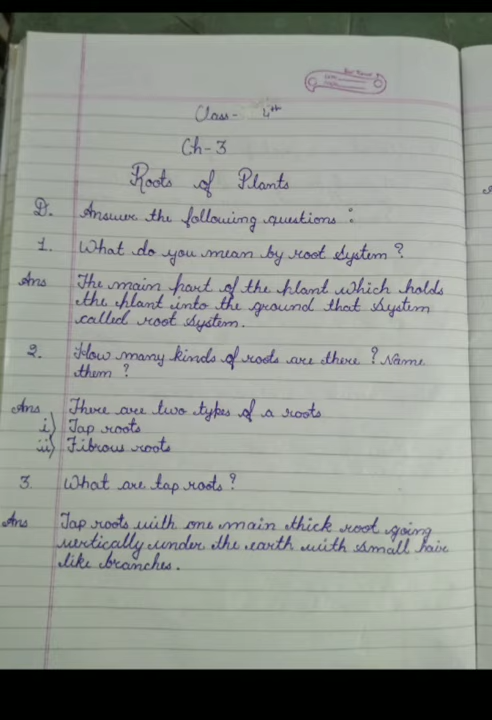 Class- 4th
Ch-3
Roots of Plants
D. Answer the following questions :
1. What do you mean by root system ?
Ans The main part of the plant which holds
the plant into the ground that system
called root system.
2. How many kinds of roots are there ? Name
them ?
Ans. There are two types of a roots
i) Tap roots
ii) Fibrous roots
3. What are tap roots ?
Ans Tap roots with one main thick root going
vertically under the earth with small hair
like branches.